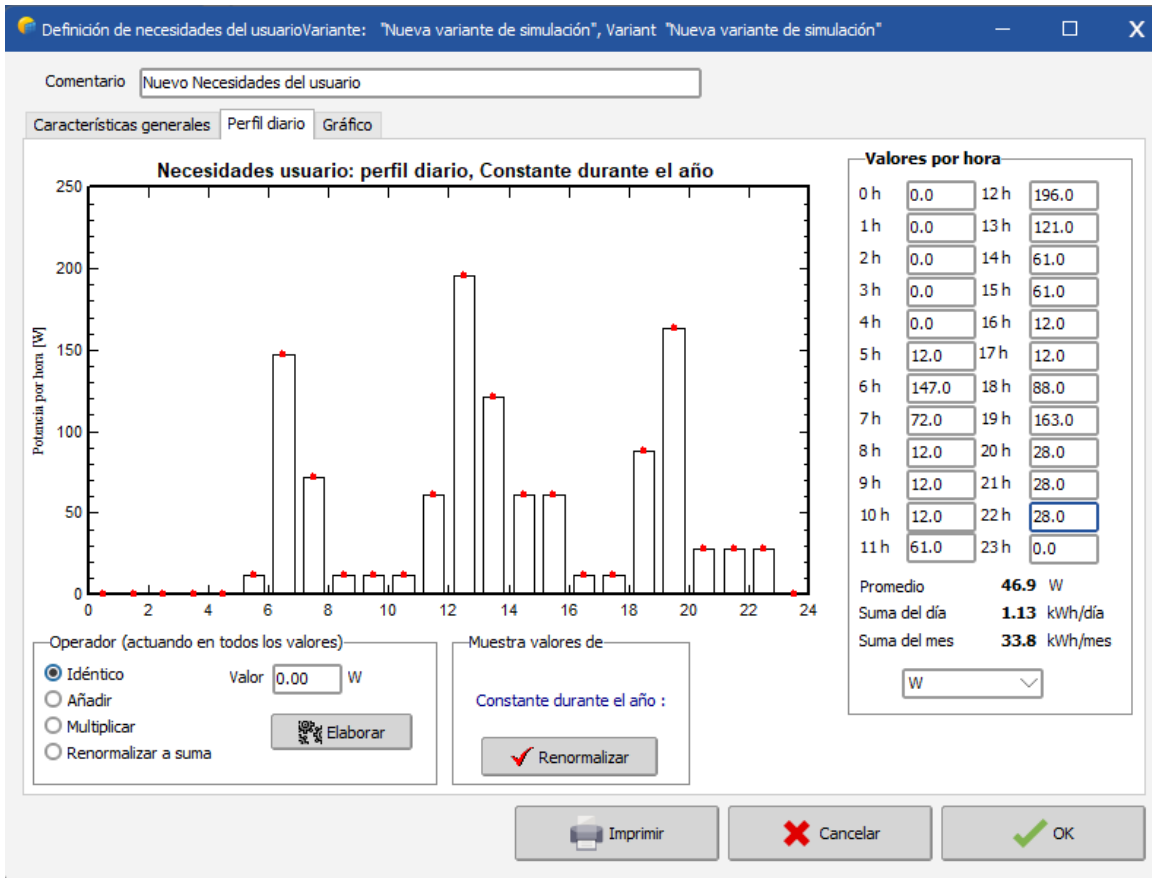 Definición de necesidades del usuarioVariante: "Nueva variante de simulación", Variant "Nueva variante de simulación"
Comentario Nuevo Necesidades del usuario
Características generales Perfil diario Gráfico
Necesidades usuario: perfil diario, Constante durante el año
250
200
150
100
50
0
Potencia por hora [W]
0 2 4 6 8 10 12 14 16 18 20 22 24
Valores por hora
0 h 0.0 12 h 196.0
1 h 0.0 13 h 121.0
2 h 0.0 14 h 61.0
3 h 0.0 15 h 61.0
4 h 0.0 16 h 12.0
5 h 12.0 17 h 12.0
6 h 147.0 18 h 88.0
7 h 72.0 19 h 163.0
8 h 12.0 20 h 28.0
9 h 12.0 21 h 28.0
10 h 12.0 22 h 28.0
11 h 61.0 23 h 0.0
Promedio 46.9 W
Suma del día 1.13 kWh/día
Suma del mes 33.8 kWh/mes
W
Operador (actuando en todos los valores)
Idéntico Valor 0.00 W
Añadir
Multiplicar
Elaborar
Renormalizar a suma
Muestra valores de
Constante durante el año :
Renormalizar
Imprimir Cancelar OK